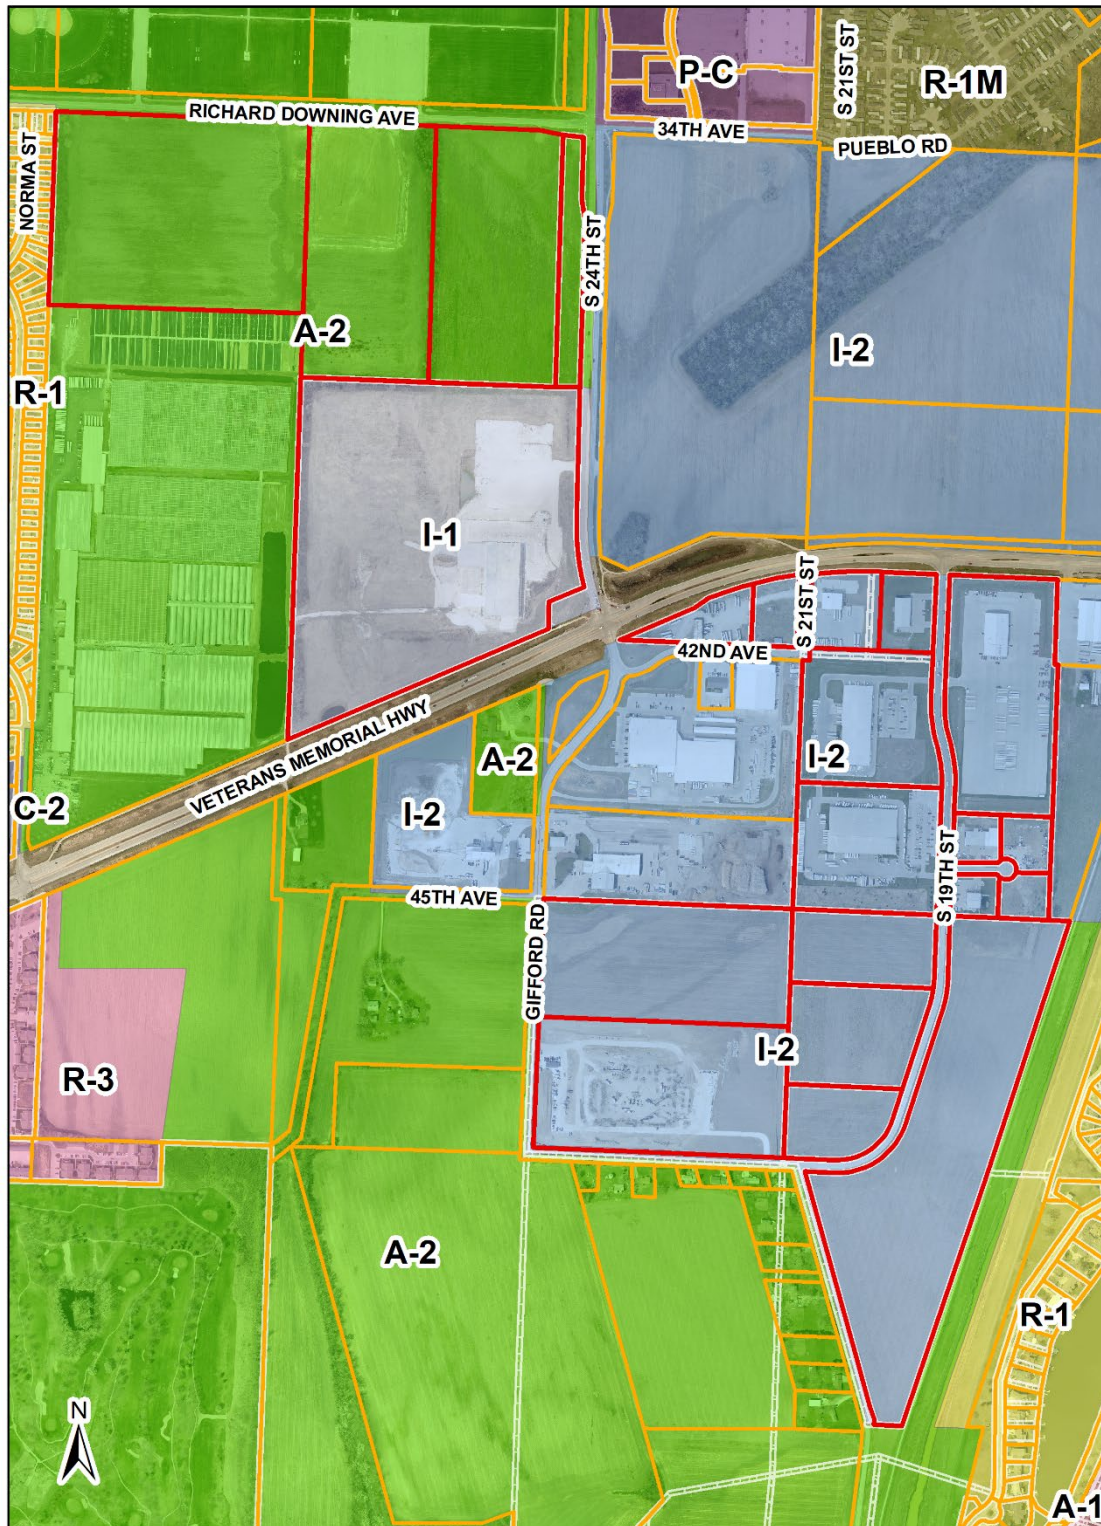 P-C
S 21ST ST
R-1M
RICHARD DOWNING AVE
34TH AVE
PUEBLO RD
NORMA ST
S 24TH ST
A-2
I-2
R-1
I-1
S 21ST ST
42ND AVE
VETERANS MEMORIAL HWY
A-2
I-2
C-2
I-2
S 19TH ST
45TH AVE
GIFFORD RD
I-2
R-3
A-2
R-1
N
A-1